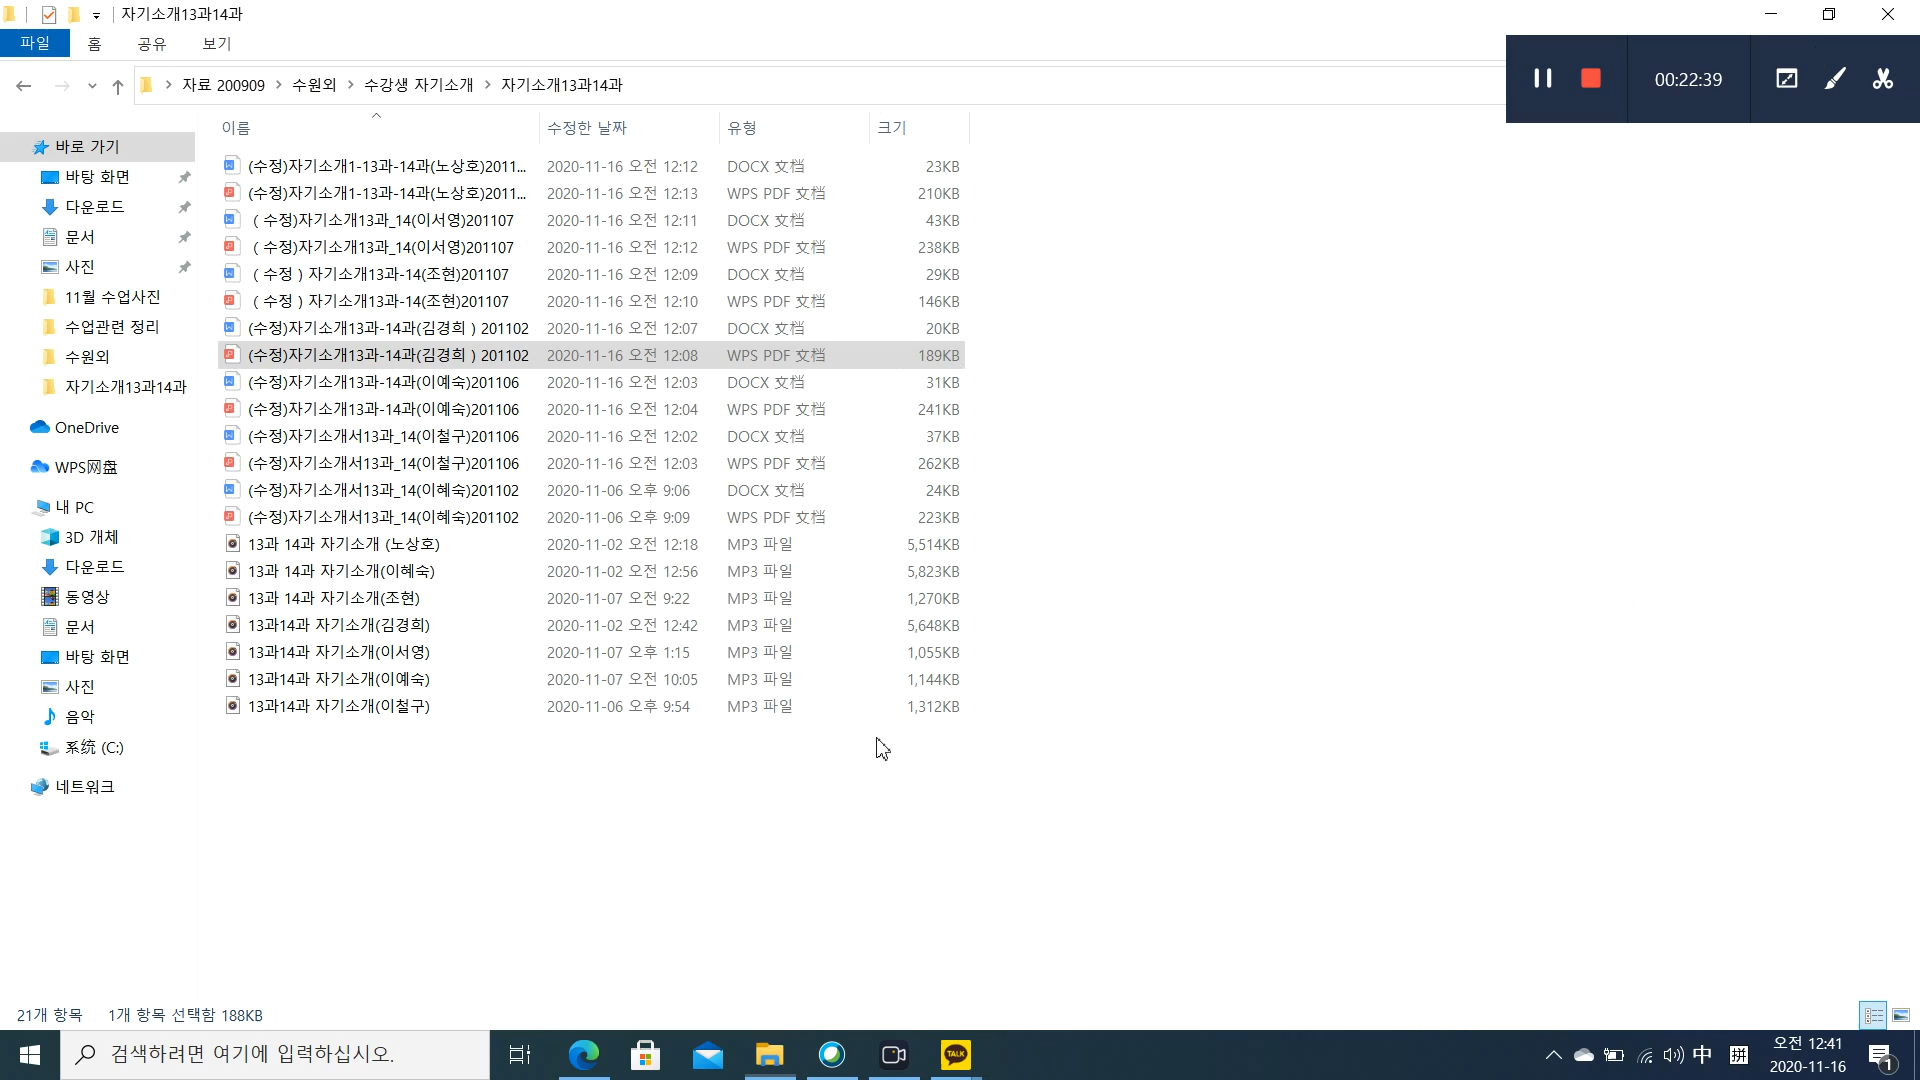 자기소개13과14과
파일 홈 공유 보기
자료 200909 > 수원외 > 수강생 자기소개 > 자기소개13과14과
00:22:39
이름 수정한 날짜 유형 크기
바로 가기
바탕 화면
다운로드
문서
사진
11월 수업사진
수업관련 정리
수원외
자기소개13과14과
OneDrive
WPS网盘
내 PC
3D 개체
다운로드
동영상
문서
바탕 화면
사진
음악
系统 (C:)
네트워크
(수정)자기소개1-13과-14과(노상호)2011... 2020-11-16 오전 12:12 DOCX 文档 23KB
(수정)자기소개1-13과-14과(노상호)2011... 2020-11-16 오전 12:13 WPS PDF 文档 210KB
( 수정)자기소개13과_14(이서영)201107 2020-11-16 오전 12:11 DOCX 文档 43KB
( 수정)자기소개13과_14(이서영)201107 2020-11-16 오전 12:12 WPS PDF 文档 238KB
( 수정 ) 자기소개13과-14(조현)201107 2020-11-16 오전 12:09 DOCX 文档 29KB
( 수정 ) 자기소개13과-14(조현)201107 2020-11-16 오전 12:10 WPS PDF 文档 146KB
(수정)자기소개13과-14과(김경희 ) 201102 2020-11-16 오전 12:07 DOCX 文档 20KB
(수정)자기소개13과-14과(김경희 ) 201102 2020-11-16 오전 12:08 WPS PDF 文档 189KB
(수정)자기소개13과-14과(이예숙)201106 2020-11-16 오전 12:03 DOCX 文档 31KB
(수정)자기소개13과-14과(이예숙)201106 2020-11-16 오전 12:04 WPS PDF 文档 241KB
(수정)자기소개서13과_14(이철구)201106 2020-11-16 오전 12:02 DOCX 文档 37KB
(수정)자기소개서13과_14(이철구)201106 2020-11-16 오전 12:03 WPS PDF 文档 262KB
(수정)자기소개서13과_14(이혜숙)201102 2020-11-06 오후 9:06 DOCX 文档 24KB
(수정)자기소개서13과_14(이혜숙)201102 2020-11-06 오후 9:09 WPS PDF 文档 223KB
13과 14과 자기소개 (노상호) 2020-11-02 오전 12:18 MP3 파일 5,514KB
13과 14과 자기소개(이혜숙) 2020-11-02 오전 12:56 MP3 파일 5,823KB
13과 14과 자기소개(조현) 2020-11-07 오전 9:22 MP3 파일 1,270KB
13과14과 자기소개(김경희) 2020-11-02 오전 12:42 MP3 파일 5,648KB
13과14과 자기소개(이서영) 2020-11-07 오후 1:15 MP3 파일 1,055KB
13과14과 자기소개(이예숙) 2020-11-07 오전 10:05 MP3 파일 1,144KB
13과14과 자기소개(이철구) 2020-11-06 오후 9:54 MP3 파일 1,312KB
21개 항목 1개 항목 선택함 188KB
검색하려면 여기에 입력하십시오.
TALK
中 拼
오전 12:41
2020-11-16
1